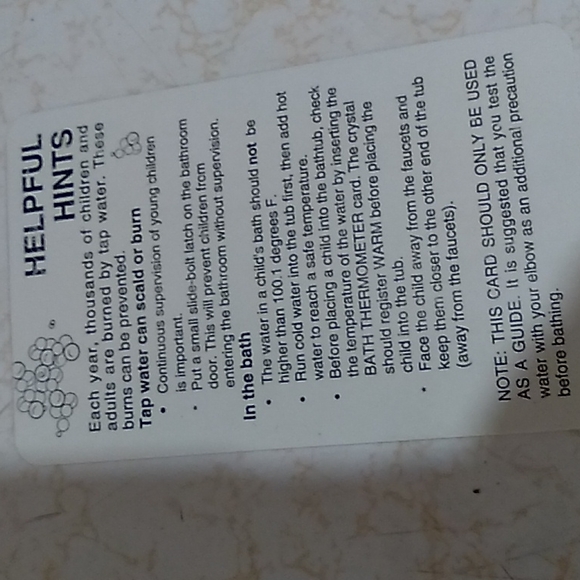 HELPFUL
HINTS
Each year, thousands of children and
adults are burned by tap water. These
burns can be prevented.
Tap water can scald or burn
• Continuous supervision of young children
is important.
• Put a small slide-bolt latch on the bathroom
door. This will prevent children from
entering the bathroom without supervision.
In the bath
• The water in a child's bath should not be
higher than 100.1 degrees F.
• Run cold water into the tub first, then add hot
water to reach a safe temperature.
• Before placing a child into the bathtub, check
the temperature of the water by inserting the
BATH THERMOMETER card. The crystal
should register WARM before placing the
child into the tub.
• Face the child away from the faucets and
keep them closer to the other end of the tub
(away from the faucets).
NOTE: THIS CARD SHOULD ONLY BE USED
AS A GUIDE. It is suggested that you test the
water with your elbow as an additional precaution
before bathing.